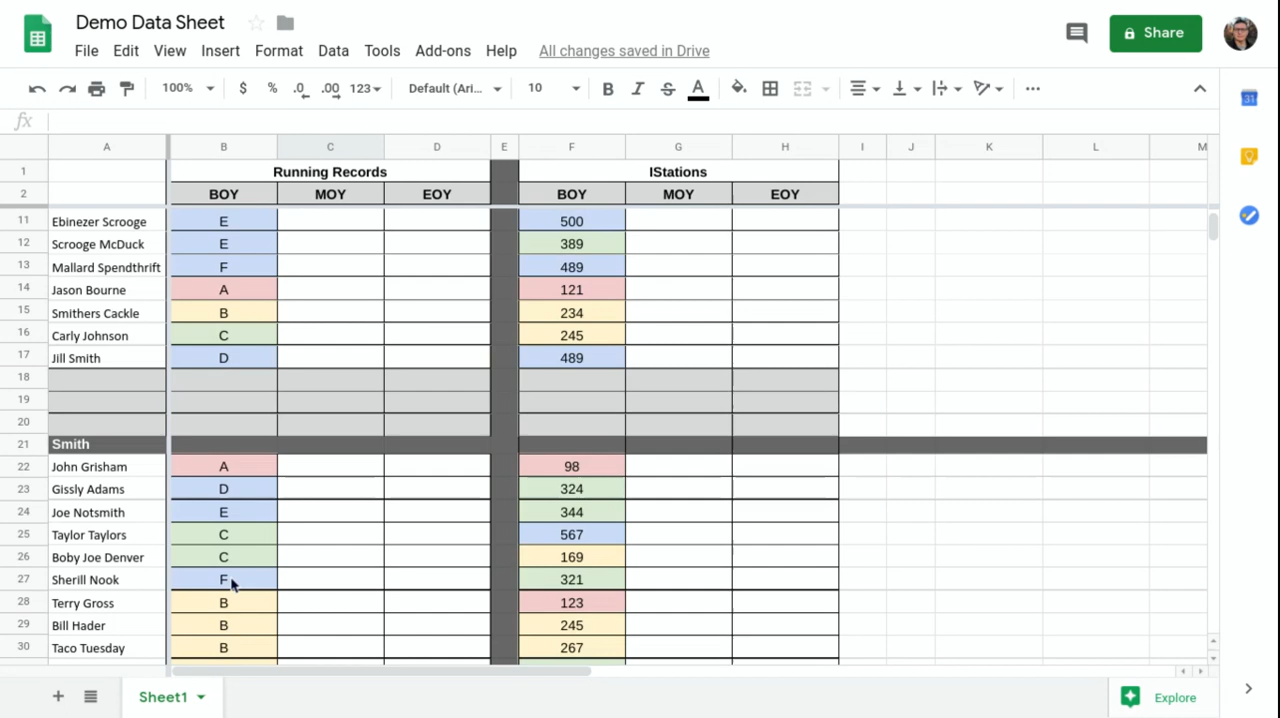 Demo Data Sheet
File Edit View Insert Format Data Tools Add-ons Help All changes saved in Drive
Share
100% $ % .0 .00 123 Default (Ari... 10 B I S A
fx
A B C D E F G H I J K L M
1 Running Records IStations
2 BOY MOY EOY BOY MOY EOY
11 Ebinezer Scrooge E 500
12 Scrooge McDuck E 389
13 Mallard Spendthrift F 489
14 Jason Bourne A 121
15 Smithers Cackle B 234
16 Carly Johnson C 245
17 Jill Smith D 489
18
19
20
21 Smith
22 John Grisham A 98
23 Gissly Adams D 324
24 Joe Notsmith E 344
25 Taylor Taylors C 567
26 Boby Joe Denver C 169
27 Sherill Nook F 321
28 Terry Gross B 123
29 Bill Hader B 245
30 Taco Tuesday B 267
Sheet1
Explore
31